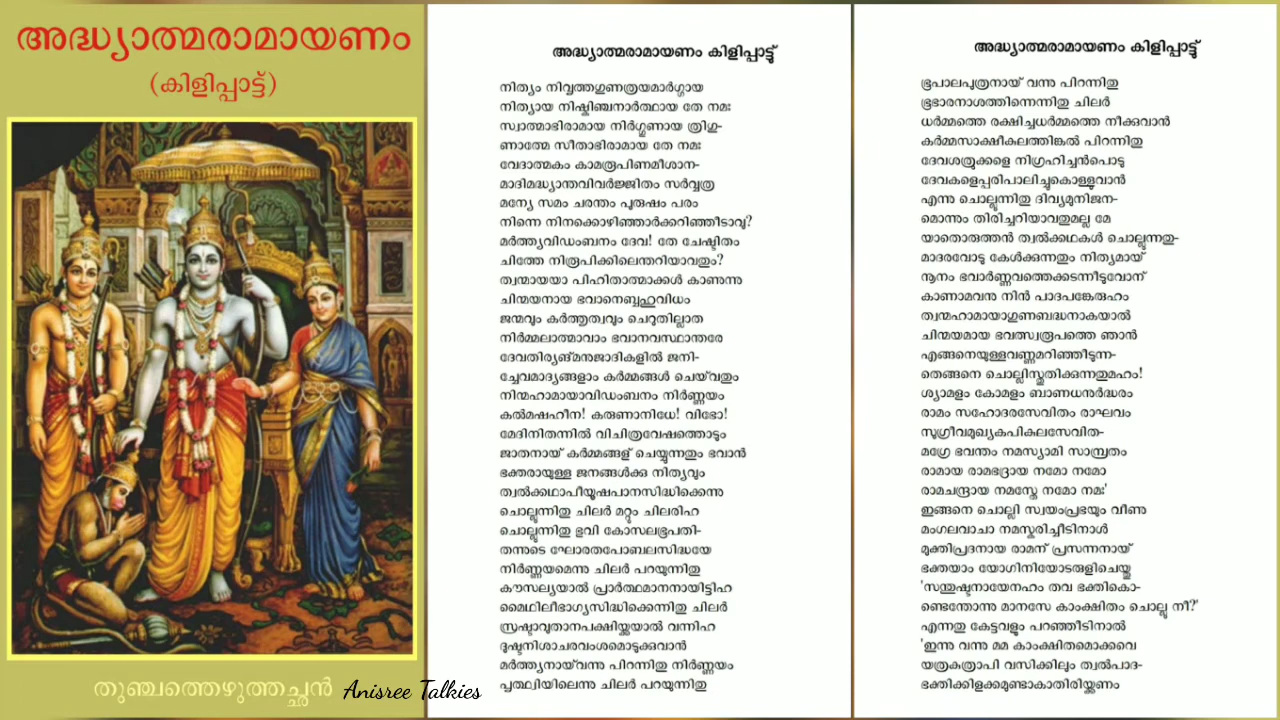 അദ്ധ്യാത്മരാമായണം
(കിളിപ്പാട്ട്)
തുഞ്ചത്തെഴുത്തച്ഛൻ
Anisree Talkies
അദ്ധ്യാത്മരാമായണം കിളിപ്പാട്ട്
നിത്യം നിവൃത്തഗുണത്രയമാർഗ്ഗായ
നിത്യായ നിഷ്കിഞ്ചനാർത്ഥായ തേ നമഃ
സ്വാത്മാഭിരാമായ നിർഗ്ഗുണായ ത്രിഗു-
ണാത്മേ സീതാഭിരാമായ തേ നമഃ
വേദാത്മകം കാമരൂപിണമീശാന-
മാദിമദ്ധ്യാന്തവിവർജ്ജിതം സർവ്വത്ര
മന്യേ സമം ചരന്തം പുരുഷം പരം
നിന്നെ നിനക്കൊഴിഞ്ഞാർക്കറിഞ്ഞീടാവൂ?
മർത്ത്യവിഡംബനം ദേവ! തേ ചേഷ്ടിതം
ചിത്തേ നിരൂപിക്കിലെന്തറിയാവതും?
ത്വന്മായയാ പിഹിതാത്മാക്കൾ കാണുന്നു
ചിന്മയനായ ഭവാനെബ്ബഹുവിധം
ജന്മവും കർത്തൃത്വവും ചെറുതില്ലാത
നിർമ്മലാത്മാവാം ഭവാനവസ്ഥാന്തരേ
ദേവതിര്യങ്മനുജാദികളിൽ ജനി-
ച്ചേവമാദ്യങ്ങളാം കർമ്മങ്ങൾ ചെയ്‌വതും
നിന്മഹാമായാവിഡംബനം നിർണ്ണയം
കൽമഷഹീന! കരുണാനിധേ! വിഭോ!
മേദിനിതന്നിൽ വിചിത്രവേഷത്തൊടും
ജാതനായ് കർമ്മങ്ങള് ചെയ്യുന്നതും ഭവാൻ
ഭക്തരായുള്ള ജനങ്ങൾക്കു നിത്യവും
ത്വൽക്കഥാപീയൂഷപാനസിദ്ധിക്കെന്നു
ചൊല്ലുന്നിതു ചിലർ മറ്റും ചിലരിഹ
ചൊല്ലുന്നിതു ഭുവി കോസലഭൂപതി-
തന്നുടെ ഘോരതപോബലസിദ്ധയേ
നിർണ്ണയമെന്നു ചിലർ പറയുന്നിതു
കൗസല്യയാൽ പ്രാർത്ഥമാനനായിട്ടിഹ
മൈഥിലീഭാഗ്യസിദ്ധിക്കെന്നിതു ചിലർ
സ്രഷ്ടാവുതാനപക്ഷിയ്ക്കയാൽ വന്നിഹ
ദുഷ്ടനിശാചരവംശമൊടുക്കുവാൻ
മർത്ത്യനായ്‌വന്നു പിറന്നിതു നിർണ്ണയം
പൃത്ഥ്വിയിലെന്നു ചിലർ പറയുന്നിതു
അദ്ധ്യാത്മരാമായണം കിളിപ്പാട്ട്
ഭൂപാലപുത്രനായ് വന്നു പിറന്നിതു
ഭൂഭാരനാശത്തിന്നെന്നിതു ചിലർ
ധർമ്മത്തെ രക്ഷിച്ചധർമ്മത്തെ നീക്കുവാൻ
കർമ്മസാക്ഷീകുലത്തിങ്കൽ പിറന്നിതു
ദേവശത്രുക്കളെ നിഗ്രഹിച്ചൻപൊടു
ദേവകളെപ്പരിപാലിച്ചുകൊള്ളുവാൻ
എന്നു ചൊല്ലുന്നിതു ദിവ്യമുനിജന-
മൊന്നും തിരിച്ചറിയാവതുമല്ല മേ
യാതൊരുത്തൻ ത്വൽക്കഥകൾ ചൊല്ലുന്നതു-
മാദരവോടു കേൾക്കുന്നതും നിത്യമായ്
നൂനം ഭവാർണ്ണവത്തെക്കടന്നീടുവോന്
കാണാമവനു നിൻ പാദപങ്കേരുഹം
ത്വന്മഹാമായാഗുണബദ്ധനാകയാൽ
ചിന്മയമായ ഭവത്സ്വരൂപത്തെ ഞാൻ
എങ്ങനെയുള്ളവണ്ണമറിഞ്ഞീടുന്ന-
തെങ്ങനെ ചൊല്ലിസ്തുതിക്കുന്നതുമഹം!
ശ്യാമളം കോമളം ബാണധനുർദ്ധരം
രാമം സഹോദരസേവിതം രാഘവം
സുഗ്രീവമുഖ്യകപികുലസേവിത-
മഗ്രേ ഭവന്തം നമസ്യാമി സാമ്പ്രതം
രാമായ രാമഭദ്രായ നമോ നമോ
രാമചന്ദ്രായ നമസ്തേ നമോ നമഃ'
ഇങ്ങനെ ചൊല്ലി സ്വയംപ്രഭയും വീണു
മംഗലവാചാ നമസ്കരിച്ചീടിനാൾ
മുക്തിപ്രദനായ രാമന് പ്രസന്നനായ്
ഭക്തയാം യോഗിനിയോടരുളിചെയ്തു
'സന്തുഷ്ടനായേനഹം തവ ഭക്തികൊ-
ണ്ടെന്തോന്നു മാനസേ കാംക്ഷിതം ചൊല്ലു നീ?'
എന്നതു കേട്ടവളും പറഞ്ഞീടിനാൽ
'ഇന്നു വന്നു മമ കാംക്ഷിതമൊക്കവെ
യത്രകുത്രാപി വസിക്കിലും ത്വൽപാദ-
ഭക്തിക്കിളക്കമുണ്ടാകാതിരിയ്ക്കണം